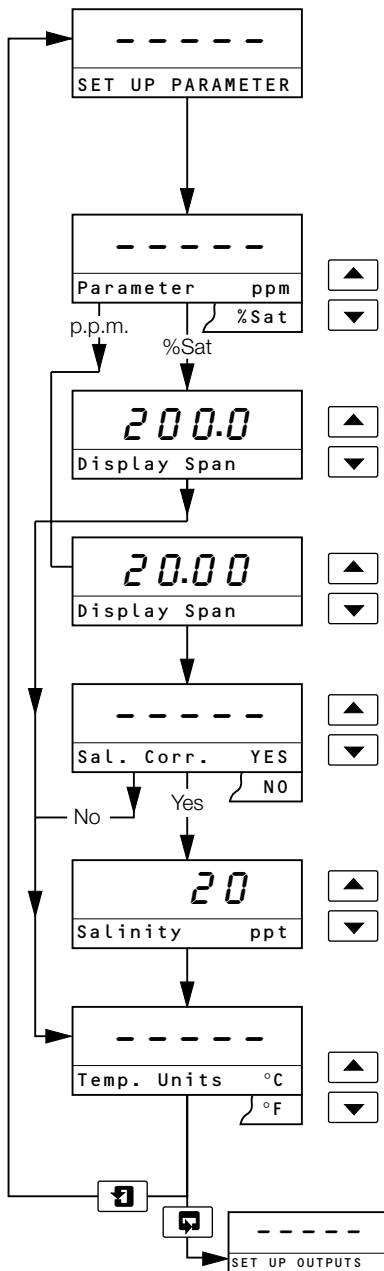 - - - - -
SET UP PARAMETER
- - - - -
Parameter ppm
%Sat
p.p.m.
%Sat
200.0
Display Span
20.00
Display Span
- - - - -
Sal. Corr. YES
NO
No
Yes
20
Salinity ppt
- - - - -
Temp. Units °C
°F
- - - - -
SET UP OUTPUTS